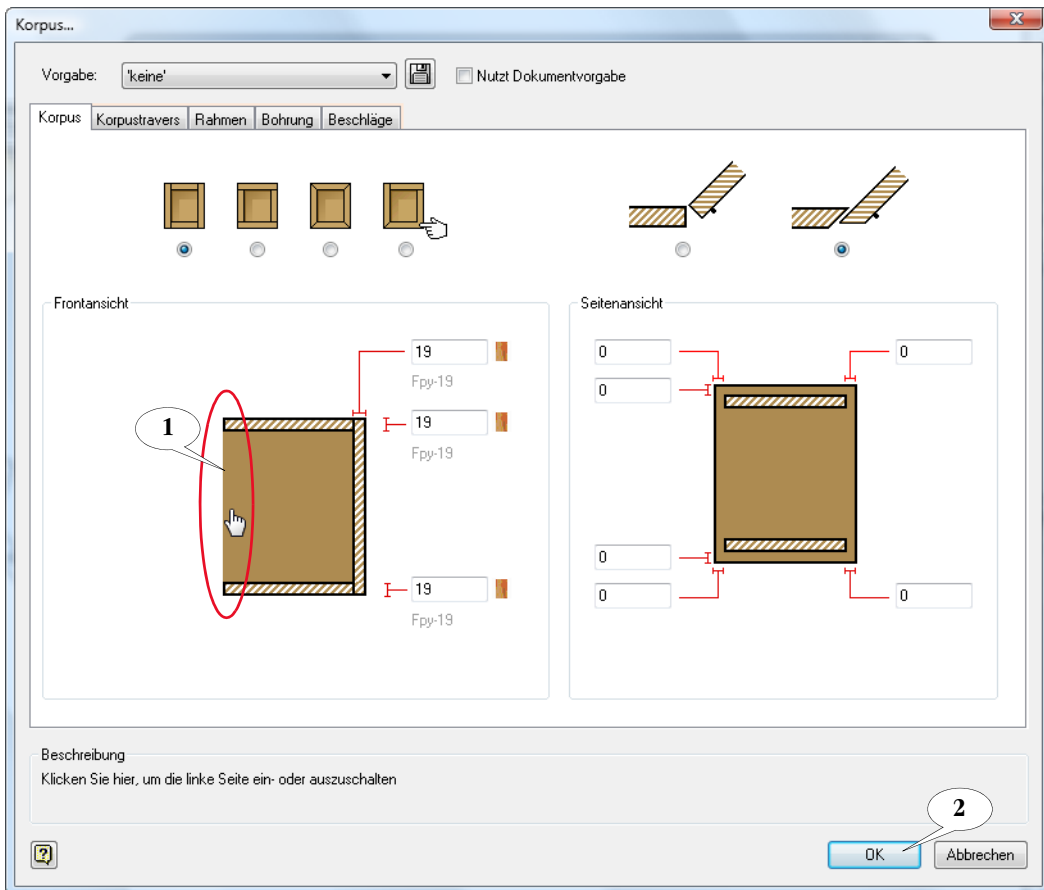 Korpus...
Vorgabe: 'keine' Nutzt Dokumentvorgabe
Korpus Korpustravers Rahmen Bohrung Beschläge
Frontansicht
19
Fpy-19
1
19
Fpy-19
19
Fpy-19
Seitenansicht
0 0
0
0
0 0
Beschreibung
Klicken Sie hier, um die linke Seite ein- oder auszuschalten
2
? OK Abbrechen